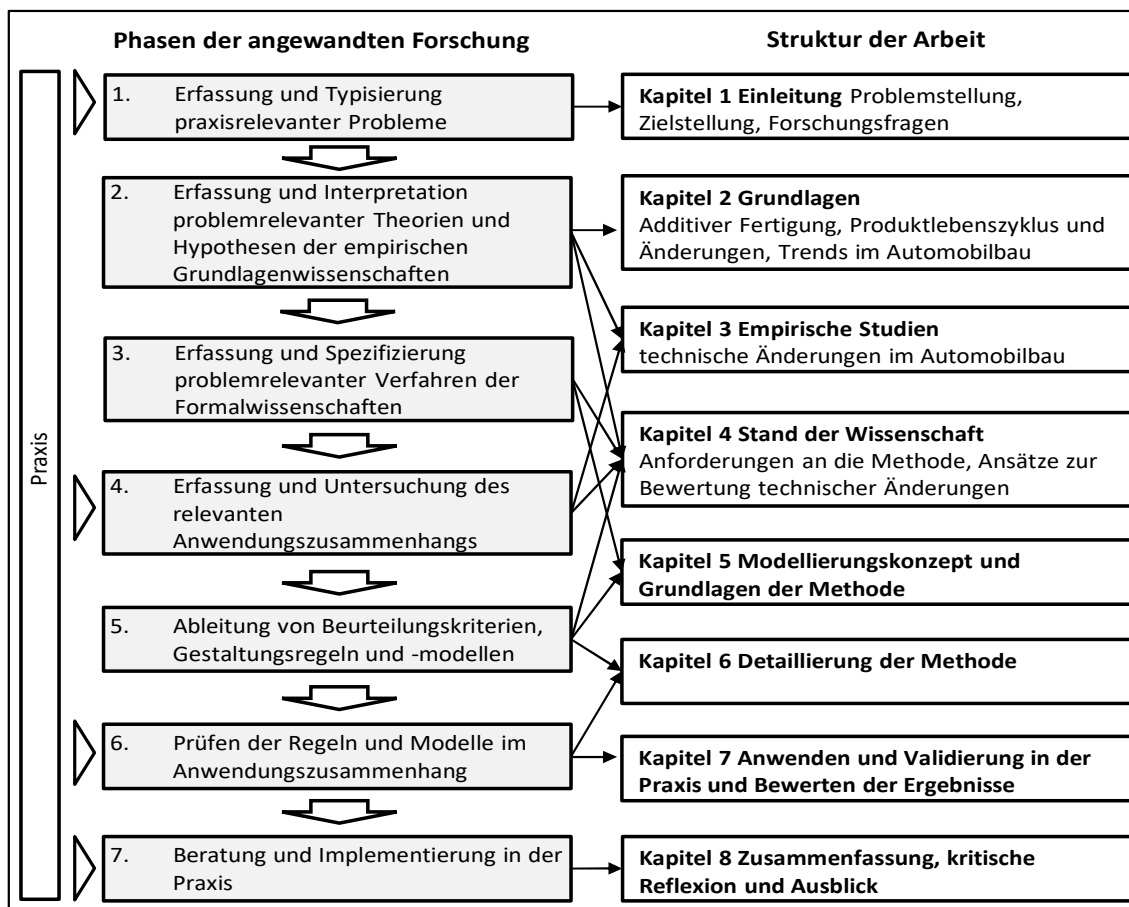 Phasen der angewandten Forschung
Struktur der Arbeit
Praxis
1. Erfassung und Typisierung
praxisrelevanter Probleme
2. Erfassung und Interpretation
problemrelevanter Theorien und
Hypothesen der empirischen
Grundlagenwissenschaften
3. Erfassung und Spezifizierung
problemrelevanter Verfahren der
Formalwissenschaften
4. Erfassung und Untersuchung des
relevanten
Anwendungszusammenhangs
5. Ableitung von Beurteilungskriterien,
Gestaltungsregeln und -modellen
6. Prüfen der Regeln und Modelle im
Anwendungszusammenhang
7. Beratung und Implementierung in der
Praxis
Kapitel 1 Einleitung Problemstellung,
Zielstellung, Forschungsfragen
Kapitel 2 Grundlagen
Additiver Fertigung, Produktlebenszyklus und
Änderungen, Trends im Automobilbau
Kapitel 3 Empirische Studien
technische Änderungen im Automobilbau
Kapitel 4 Stand der Wissenschaft
Anforderungen an die Methode, Ansätze zur
Bewertung technischer Änderungen
Kapitel 5 Modellierungskonzept und
Grundlagen der Methode
Kapitel 6 Detaillierung der Methode
Kapitel 7 Anwenden und Validierung in der
Praxis und Bewerten der Ergebnisse
Kapitel 8 Zusammenfassung, kritische
Reflexion und Ausblick